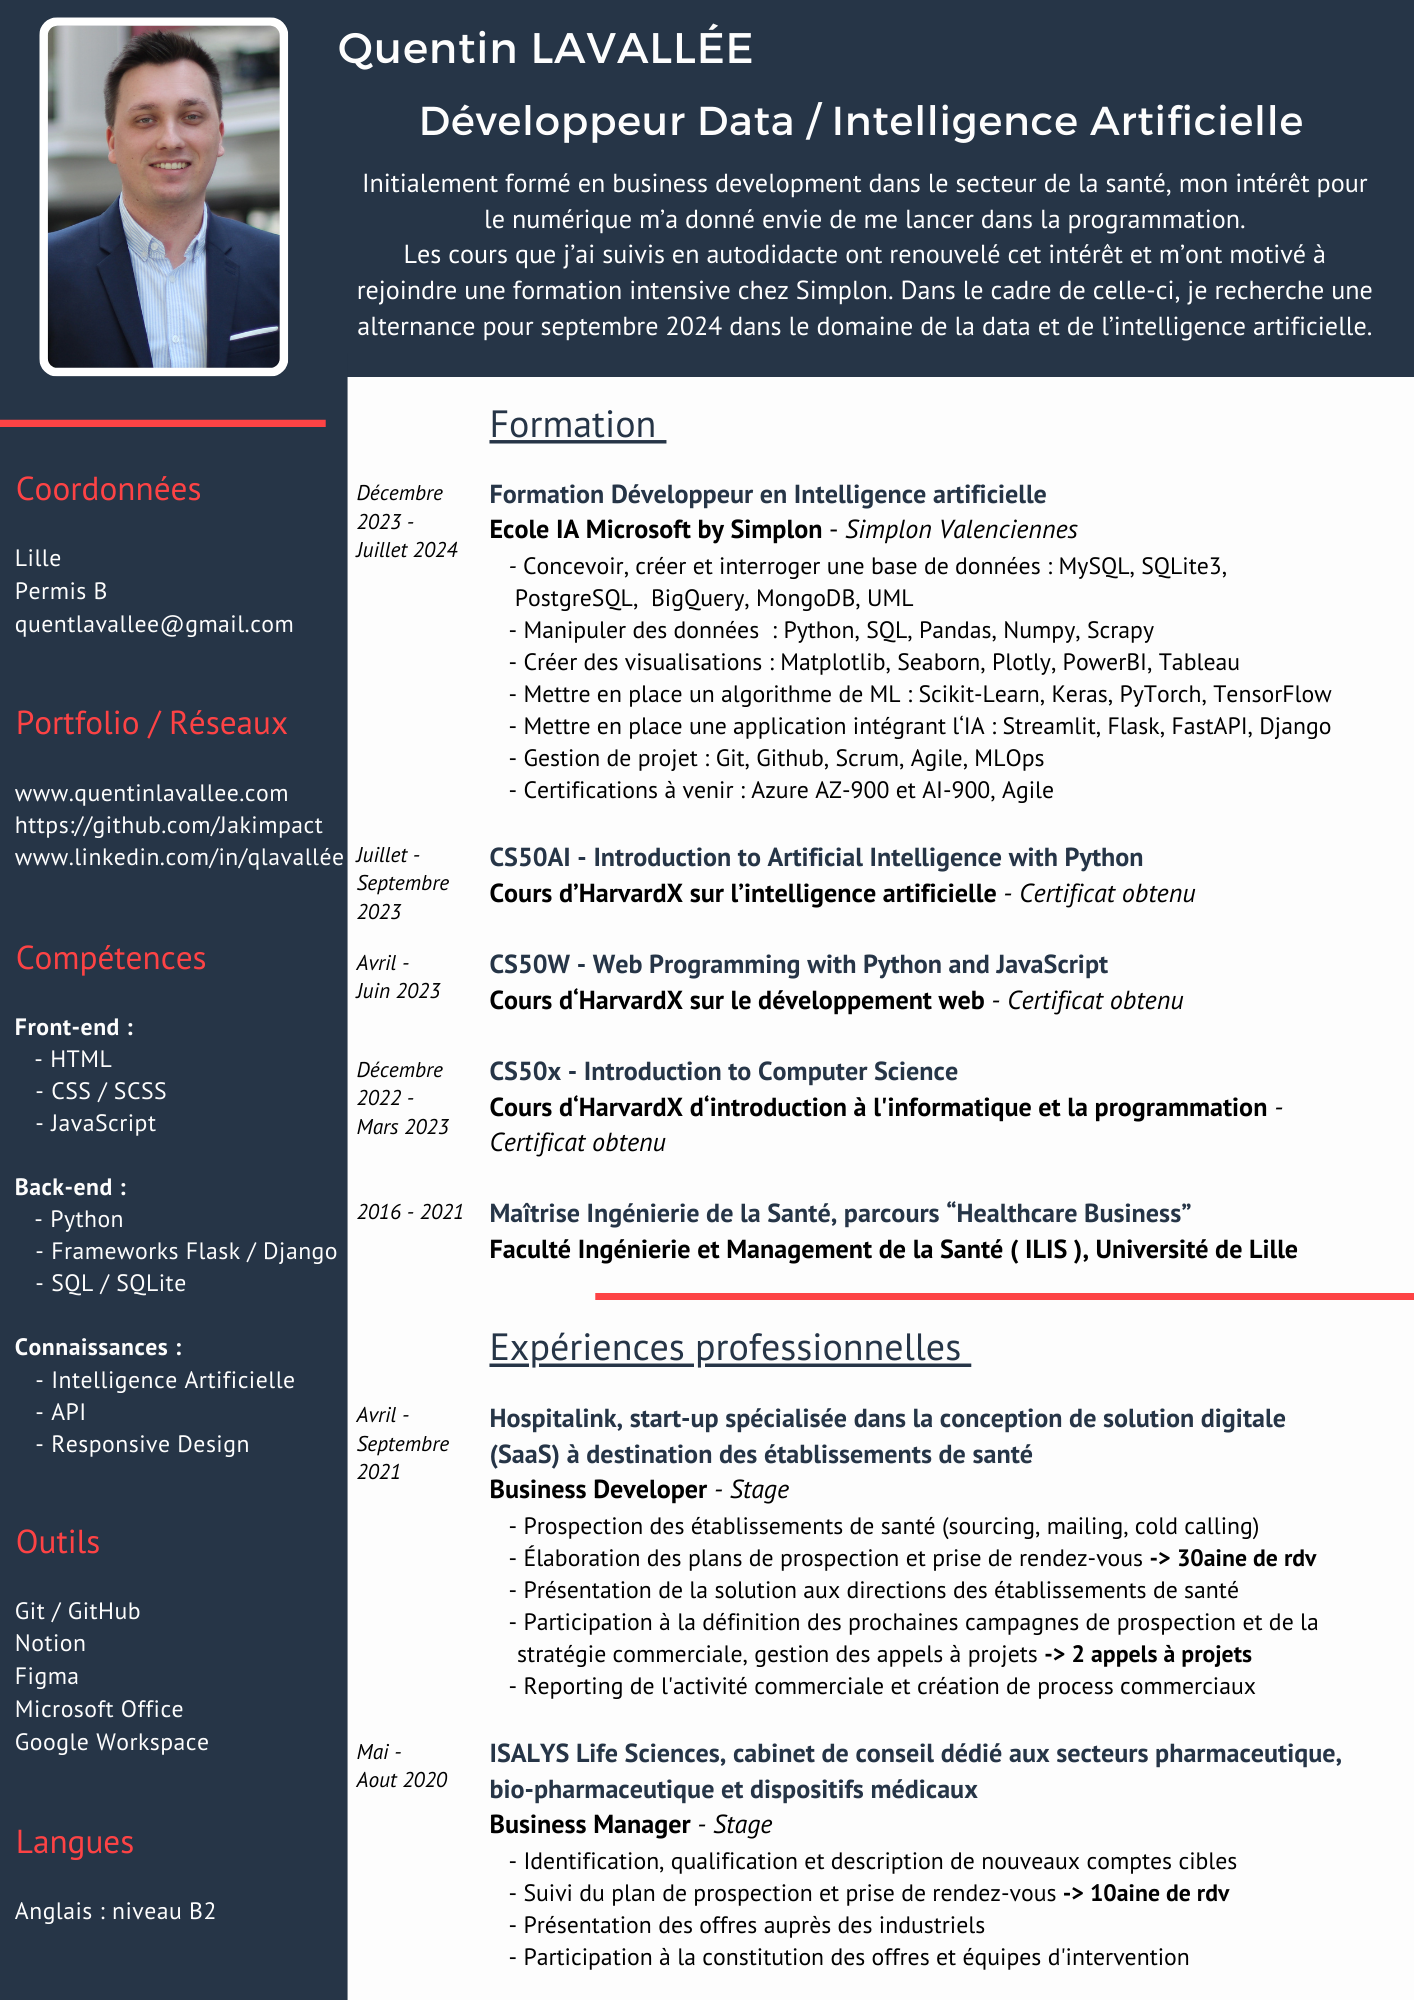 Quentin LAVALLÉE
Développeur Data / Intelligence Artificielle
Initialement formé en business development dans le secteur de la santé, mon intérêt pour
le numérique m’a donné envie de me lancer dans la programmation.
Les cours que j’ai suivis en autodidacte ont renouvelé cet intérêt et m’ont motivé à
rejoindre une formation intensive chez Simplon. Dans le cadre de celle-ci, je recherche une
alternance pour septembre 2024 dans le domaine de la data et de l’intelligence artificielle.
Coordonnées
Lille
Permis B
quentlavallee@gmail.com
Portfolio / Réseaux
www.quentinlavallee.com
https://github.com/Jakimpact
www.linkedin.com/in/qlavallée
Compétences
Front-end :
- HTML
- CSS / SCSS
- JavaScript
Back-end :
- Python
- Frameworks Flask / Django
- SQL / SQLite
Connaissances :
- Intelligence Artificielle
- API
- Responsive Design
Outils
Git / GitHub
Notion
Figma
Microsoft Office
Google Workspace
Langues
Anglais : niveau B2
Formation
Décembre
2023 -
Juillet 2024
Formation Développeur en Intelligence artificielle
Ecole IA Microsoft by Simplon - Simplon Valenciennes
- Concevoir, créer et interroger une base de données : MySQL, SQLite3,
PostgreSQL,  BigQuery, MongoDB, UML
- Manipuler des données  : Python, SQL, Pandas, Numpy, Scrapy
- Créer des visualisations : Matplotlib, Seaborn, Plotly, PowerBI, Tableau
- Mettre en place un algorithme de ML : Scikit-Learn, Keras, PyTorch, TensorFlow
- Mettre en place une application intégrant l‘IA : Streamlit, Flask, FastAPI, Django
- Gestion de projet : Git, Github, Scrum, Agile, MLOps
- Certifications à venir : Azure AZ-900 et AI-900, Agile
Juillet -
Septembre
2023
CS50AI - Introduction to Artificial Intelligence with Python
Cours d’HarvardX sur l’intelligence artificielle - Certificat obtenu
Avril -
Juin 2023
CS50W - Web Programming with Python and JavaScript
Cours d‘HarvardX sur le développement web - Certificat obtenu
Décembre
2022 -
Mars 2023
CS50x - Introduction to Computer Science
Cours d‘HarvardX d‘introduction à l'informatique et la programmation -
Certificat obtenu
2016 - 2021
Maîtrise Ingénierie de la Santé, parcours “Healthcare Business”
Faculté Ingénierie et Management de la Santé ( ILIS ), Université de Lille
Expériences professionnelles
Avril -
Septembre
2021
Hospitalink, start-up spécialisée dans la conception de solution digitale
(SaaS) à destination des établissements de santé
Business Developer - Stage
- Prospection des établissements de santé (sourcing, mailing, cold calling)
- Élaboration des plans de prospection et prise de rendez-vous -> 30aine de rdv
- Présentation de la solution aux directions des établissements de santé
- Participation à la définition des prochaines campagnes de prospection et de la
stratégie commerciale, gestion des appels à projets -> 2 appels à projets
- Reporting de l'activité commerciale et création de process commerciaux
Mai -
Aout 2020
ISALYS Life Sciences, cabinet de conseil dédié aux secteurs pharmaceutique,
bio-pharmaceutique et dispositifs médicaux
Business Manager - Stage
- Identification, qualification et description de nouveaux comptes cibles
- Suivi du plan de prospection et prise de rendez-vous -> 10aine de rdv
- Présentation des offres auprès des industriels
- Participation à la constitution des offres et équipes d'intervention